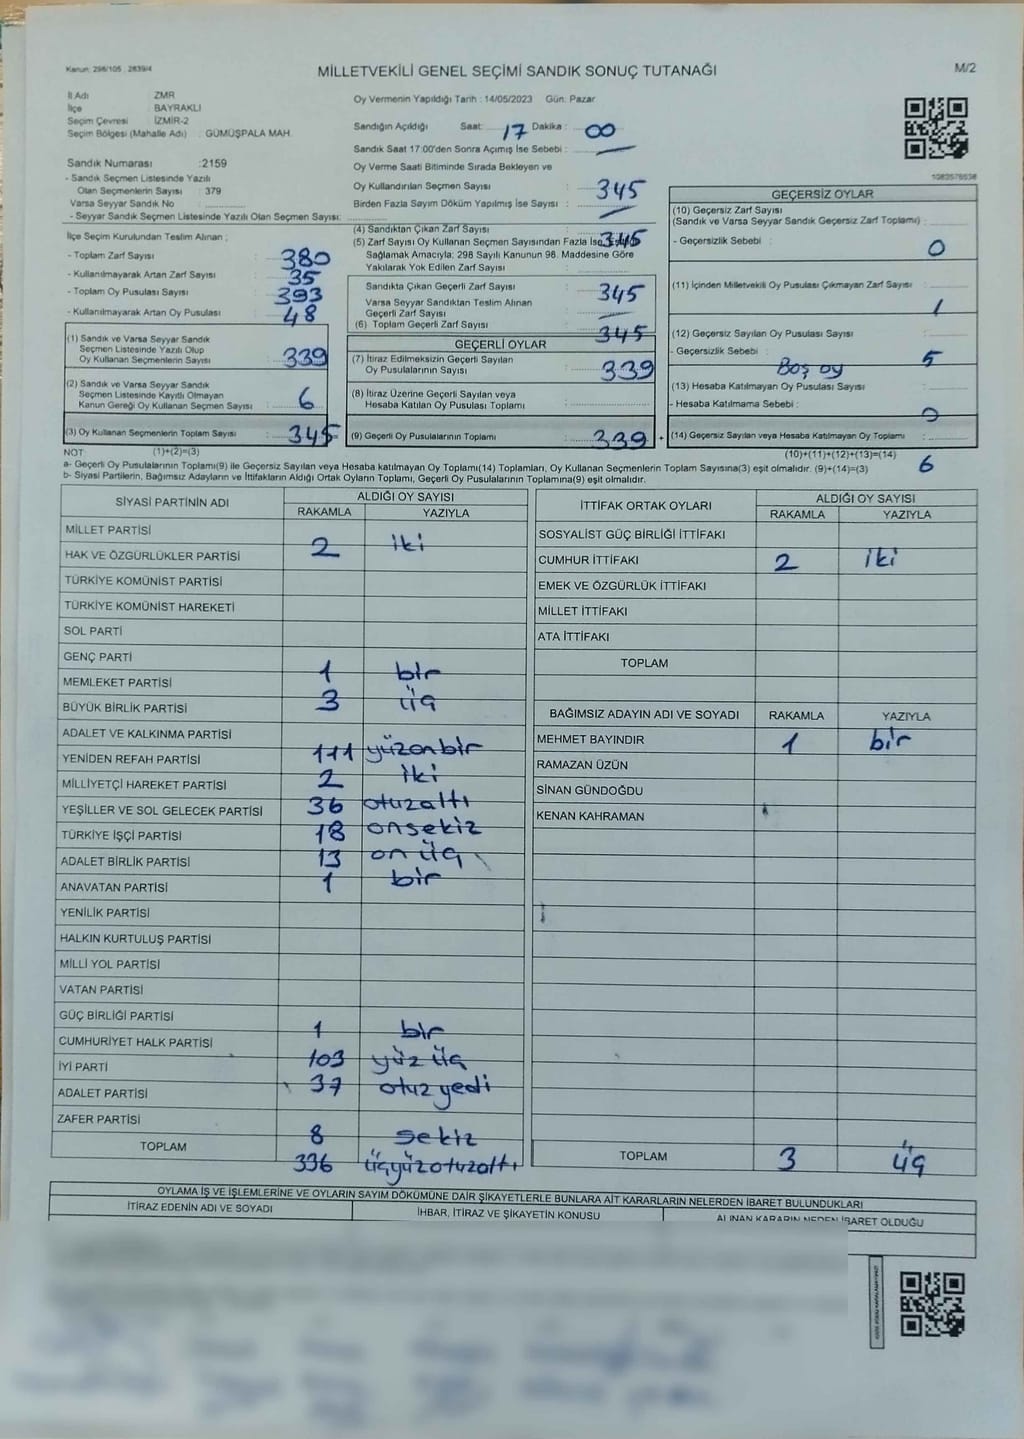 Kanun: 298/105 2839/4
MİLLETVEKİLİ GENEL SEÇİMİ SANDIK SONUÇ TUTANAĞI
M/2
İl Adı ZMR
İlçe : BAYRAKLI
Seçim Çevresi : İZMİR-2
Seçim Bölgesi (Mahalle Adı) : GÜMÜŞPALA MAH.
Oy Vermenin Yapıldığı Tarih : 14/05/2023 Gün: Pazar
Sandığın Açıldığı Saat: 17 Dakika : 00
Sandık Saat 17:00'den Sonra Açımış İse Sebebi :
Oy Verme Saati Bitiminde Sırada Bekleyen ve
Oy Kullandırılan Seçmen Sayısı : 345
Birden Fazla Sayım Döküm Yapılmış İse Sayısı :
Sandık Numarası :2159
- Sandık Seçmen Listesinde Yazılı
Olan Seçmenlerin Sayısı : 379
Varsa Seyyar Sandık No :
- Seyyar Sandık Seçmen Listesinde Yazılı Olan Seçmen Sayısı:
İlçe Seçim Kurulundan Teslim Alınan :
- Toplam Zarf Sayısı : 380
- Kullanılmayarak Artan Zarf Sayısı : 35
- Toplam Oy Pusulası Sayısı : 393
- Kullanılmayarak Artan Oy Pusulası : 48
(1) Sandık ve Varsa Seyyar Sandık
Seçmen Listesinde Yazılı Olup
Oy Kullanan Seçmenlerin Sayısı : 339
(2) Sandık ve Varsa Seyyar Sandık
Seçmen Listesinde Kayıtlı Olmayan
Kanun Gereği Oy Kullanan Seçmen Sayısı : 6
(3) Oy Kullanan Seçmenlerin Toplam Sayısı : 345
(4) Sandıktan Çıkan Zarf Sayısı : 345
(5) Zarf Sayısı Oy Kullanan Seçmen Sayısından Fazla İse, Eşitliği
Sağlamak Amacıyla; 298 Sayılı Kanunun 98. Maddesine Göre
Yakılarak Yok Edilen Zarf Sayısı :
Sandıkta Çıkan Geçerli Zarf Sayısı : 345
Varsa Seyyar Sandıktan Teslim Alınan
Geçerli Zarf Sayısı :
(6) Toplam Geçerli Zarf Sayısı : 345
GEÇERLİ OYLAR
(7) İtiraz Edilmeksizin Geçerli Sayılan
Oy Pusulalarının Sayısı : 339
(8) İtiraz Üzerine Geçerli Sayılan veya
Hesaba Katılan Oy Pusulası Toplamı :
(9) Geçerli Oy Pusulalarının Toplamı : 339
1083576538
GEÇERSİZ OYLAR
(10) Geçersiz Zarf Sayısı
(Sandık ve Varsa Seyyar Sandık Geçersiz Zarf Toplamı) :
- Geçersizlik Sebebi : 0
(11) İçinden Milletvekili Oy Pusulası Çıkmayan Zarf Sayısı : 1
(12) Geçersiz Sayılan Oy Pusulası Sayısı :
- Geçersizlik Sebebi : Boş oy 5
(13) Hesaba Katılmayan Oy Pusulası Sayısı :
- Hesaba Katılmama Sebebi : 0
+ (14) Geçersiz Sayılan veya Hesaba Katılmayan Oy Toplamı :
(10)+(11)+(12)+(13)=(14)
6
NOT: (1)+(2)=(3)
a- Geçerli Oy Pusulalarının Toplamı(9) ile Geçersiz Sayılan veya Hesaba katılmayan Oy Toplamı(14) Toplamları, Oy Kullanan Seçmenlerin Toplam Sayısına(3) eşit olmalıdır. (9)+(14)=(3)
b- Siyasi Partilerin, Bağımsız Adayların ve İttifakların Aldığı Ortak Oyların Toplamı, Geçerli Oy Pusulalarının Toplamına(9) eşit olmalıdır.
SİYASİ PARTİNİN ADI
ALDIĞI OY SAYISI
RAKAMLA YAZIYLA
MİLLET PARTİSİ
2 iki
HAK VE ÖZGÜRLÜKLER PARTİSİ
TÜRKİYE KOMÜNİST PARTİSİ
TÜRKİYE KOMÜNİST HAREKETİ
SOL PARTİ
GENÇ PARTİ
1 bir
MEMLEKET PARTİSİ
3 üç
BÜYÜK BİRLİK PARTİSİ
ADALET VE KALKINMA PARTİSİ
111 yüzonbir
YENİDEN REFAH PARTİSİ
2 iki
MİLLİYETÇİ HAREKET PARTİSİ
36 otuzaltı
YEŞİLLER VE SOL GELECEK PARTİSİ
18 onsekiz
TÜRKİYE İŞÇİ PARTİSİ
13 on üç
ADALET BİRLİK PARTİSİ
1 bir
ANAVATAN PARTİSİ
YENİLİK PARTİSİ
HALKIN KURTULUŞ PARTİSİ
MİLLİ YOL PARTİSİ
VATAN PARTİSİ
GÜÇ BİRLİĞİ PARTİSİ
1 bir
CUMHURİYET HALK PARTİSİ
103 yüz üç
İYİ PARTİ
37 otuz yedi
ADALET PARTİSİ
ZAFER PARTİSİ
8 sekiz
TOPLAM
336 üçyüzotuzaltı
İTTİFAK ORTAK OYLARI
ALDIĞI OY SAYISI
RAKAMLA YAZIYLA
SOSYALİST GÜÇ BİRLİĞİ İTTİFAKI
CUMHUR İTTİFAKI 2 iki
EMEK VE ÖZGÜRLÜK İTTİFAKI
MİLLET İTTİFAKI
ATA İTTİFAKI
TOPLAM
BAĞIMSIZ ADAYIN ADI VE SOYADI RAKAMLA YAZIYLA
MEHMET BAYINDIR 1 bir
RAMAZAN ÜZÜN
SİNAN GÜNDOĞDU
KENAN KAHRAMAN
TOPLAM 3 üç
OYLAMA İŞ VE İŞLEMLERİNE VE OYLARIN SAYIM DÖKÜMÜNE DAİR ŞİKAYETLERLE BUNLARA AİT KARARLARIN NELERDEN İBARET BULUNDUKLARI
İTİRAZ EDENİN ADI VE SOYADI
İHBAR, İTİRAZ VE ŞİKAYETİN KONUSU
ALINAN KARARIN NEDEN İBARET OLDUĞU